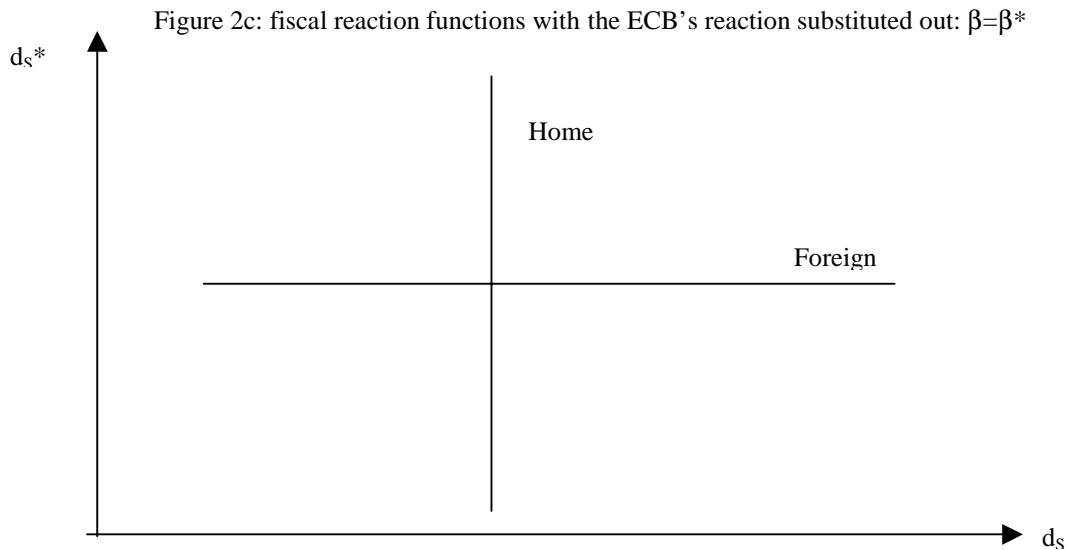 Figure 2c: fiscal reaction functions with the ECB’s reaction substituted out: β=β*
dS*
Home
Foreign
dS